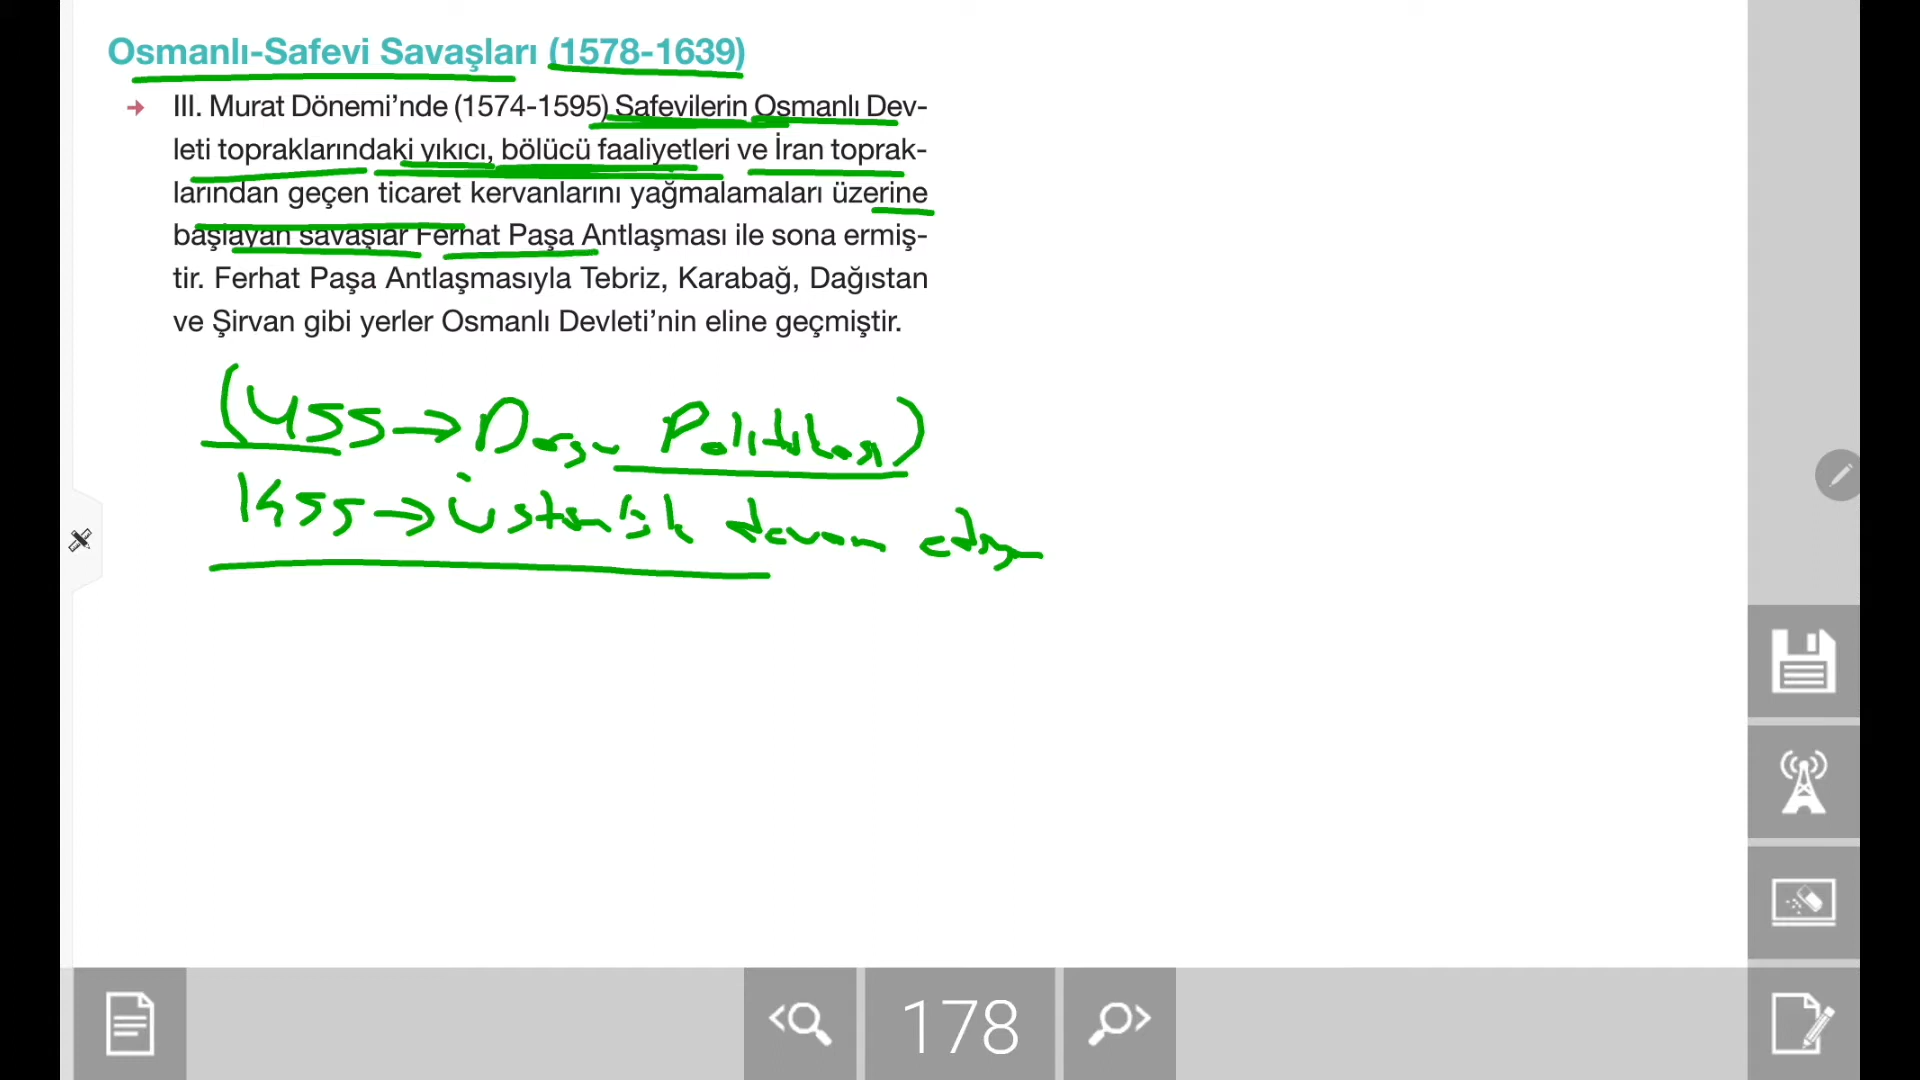 Osmanlı-Safevi Savaşları (1578-1639)
→ III. Murat Dönemi’nde (1574-1595) Safevilerin Osmanlı Dev-
leti topraklarındaki yıkıcı, bölücü faaliyetleri ve İran toprak-
larından geçen ticaret kervanlarını yağmalamaları üzerine
başlayan savaşlar Ferhat Paşa Antlaşması ile sona ermiş-
tir. Ferhat Paşa Antlaşmasıyla Tebriz, Karabağ, Dağıstan
ve Şirvan gibi yerler Osmanlı Devleti’nin eline geçmiştir.
→ Politikası)
→ üstünlük devam ediyor
178